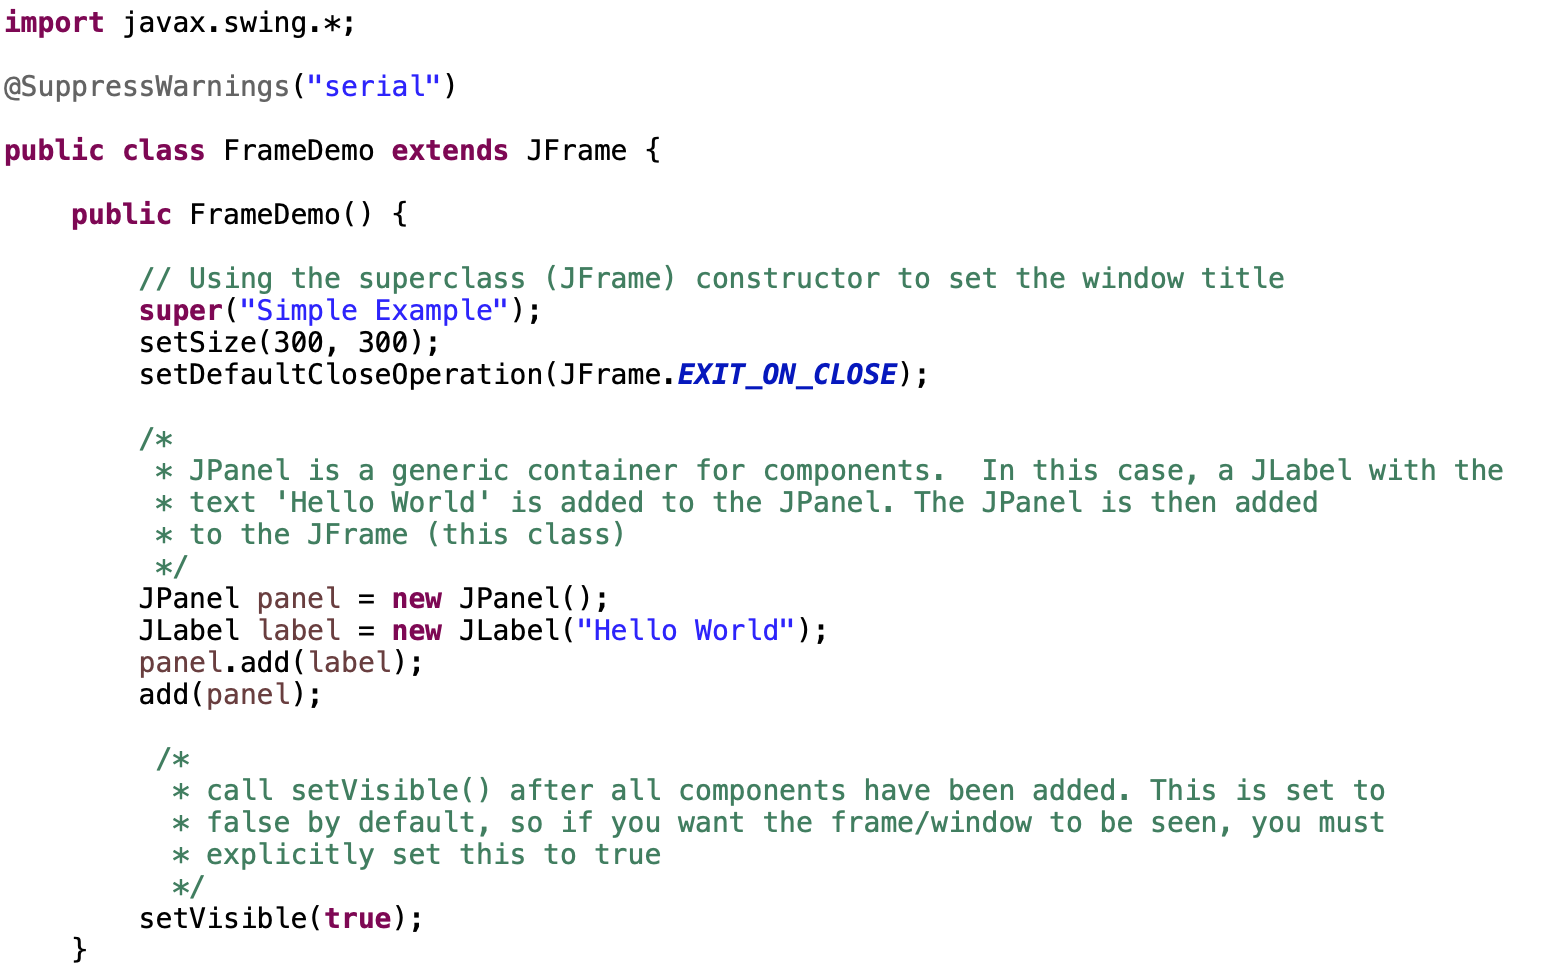 import javax.swing.*;
@SuppressWarnings("serial")
public class FrameDemo extends JFrame {
public FrameDemo() {
// Using the superclass (JFrame) constructor to set the window title
super("Simple Example");
setSize(300, 300);
setDefaultCloseOperation(JFrame.EXIT_ON_CLOSE);
/*
* JPanel is a generic container for components.  In this case, a JLabel with the
* text 'Hello World' is added to the JPanel. The JPanel is then added
* to the JFrame (this class)
*/
JPanel panel = new JPanel();
JLabel label = new JLabel("Hello World");
panel.add(label);
add(panel);
/*
* call setVisible() after all components have been added. This is set to
* false by default, so if you want the frame/window to be seen, you must
* explicitly set this to true
*/
setVisible(true);
}